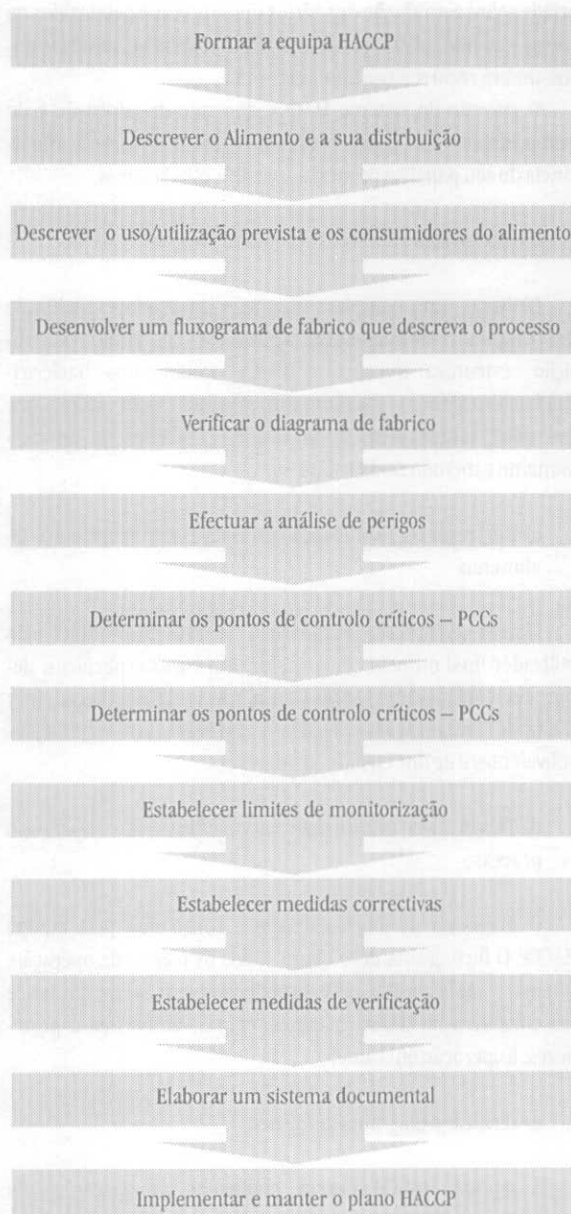 Formar a equipa HACCP
Descrever o Alimento e a sua distrbuição
Descrever o uso/utilização prevista e os consumidores do alimento
Desenvolver um fluxograma de fabrico que descreva o processo
Verificar o diagrama de fabrico
Efectuar a análise de perigos
Determinar os pontos de controlo críticos – PCCs
Determinar os pontos de controlo críticos – PCCs
Estabelecer limites de monitorização
Estabelecer medidas correctivas
Estabelecer medidas de verificação
Elaborar um sistema documental
Implementar e manter o plano HACCP